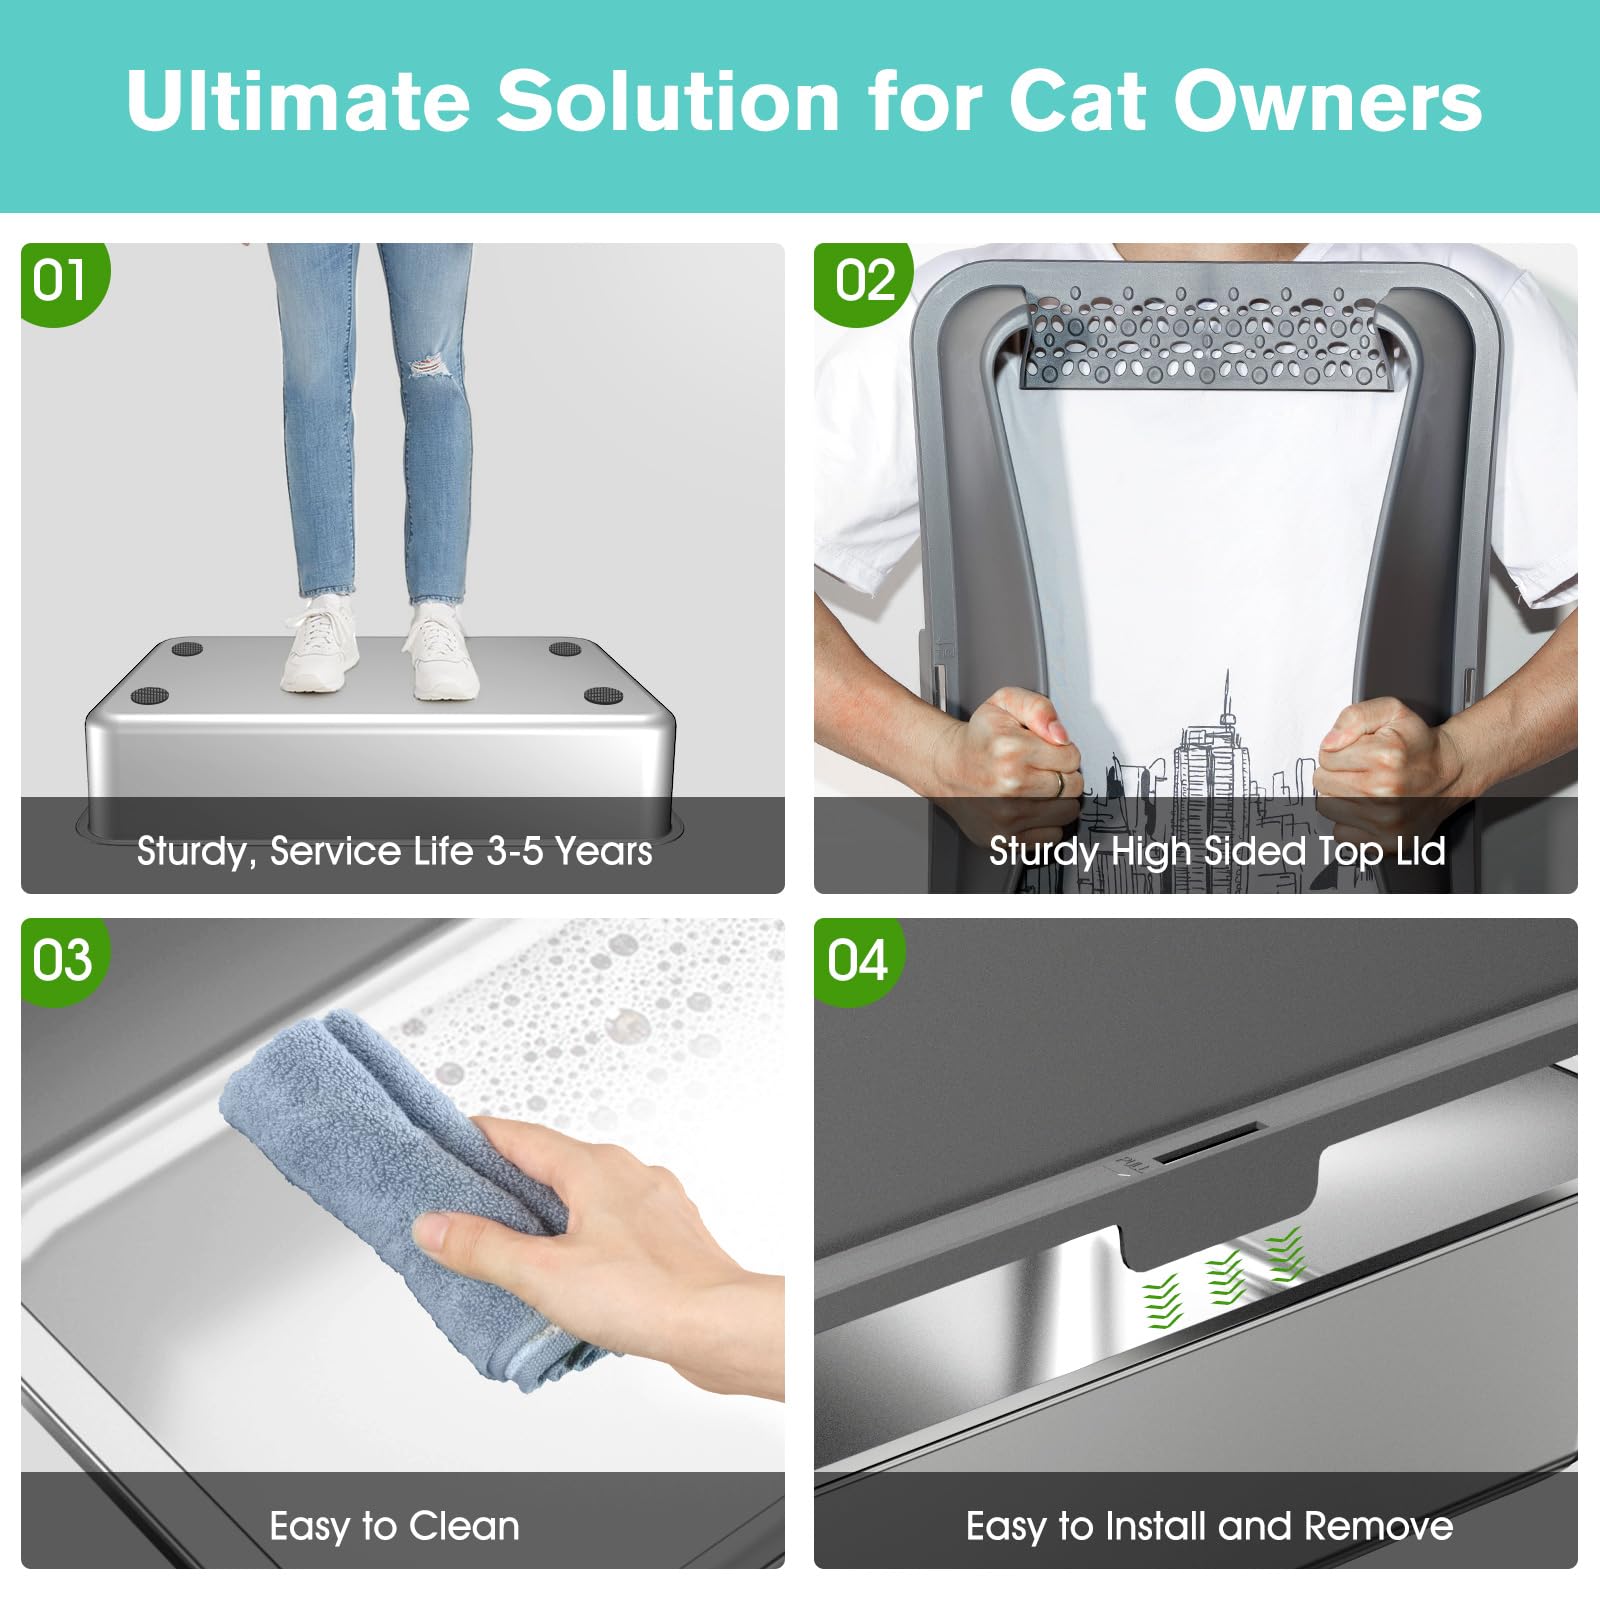 Ultimate Solution for Cat Owners
01
02
Sturdy, Service Life 3-5 Years
Sturdy High Sided Top LId
03
04
Easy to Clean
Easy to Install and Remove